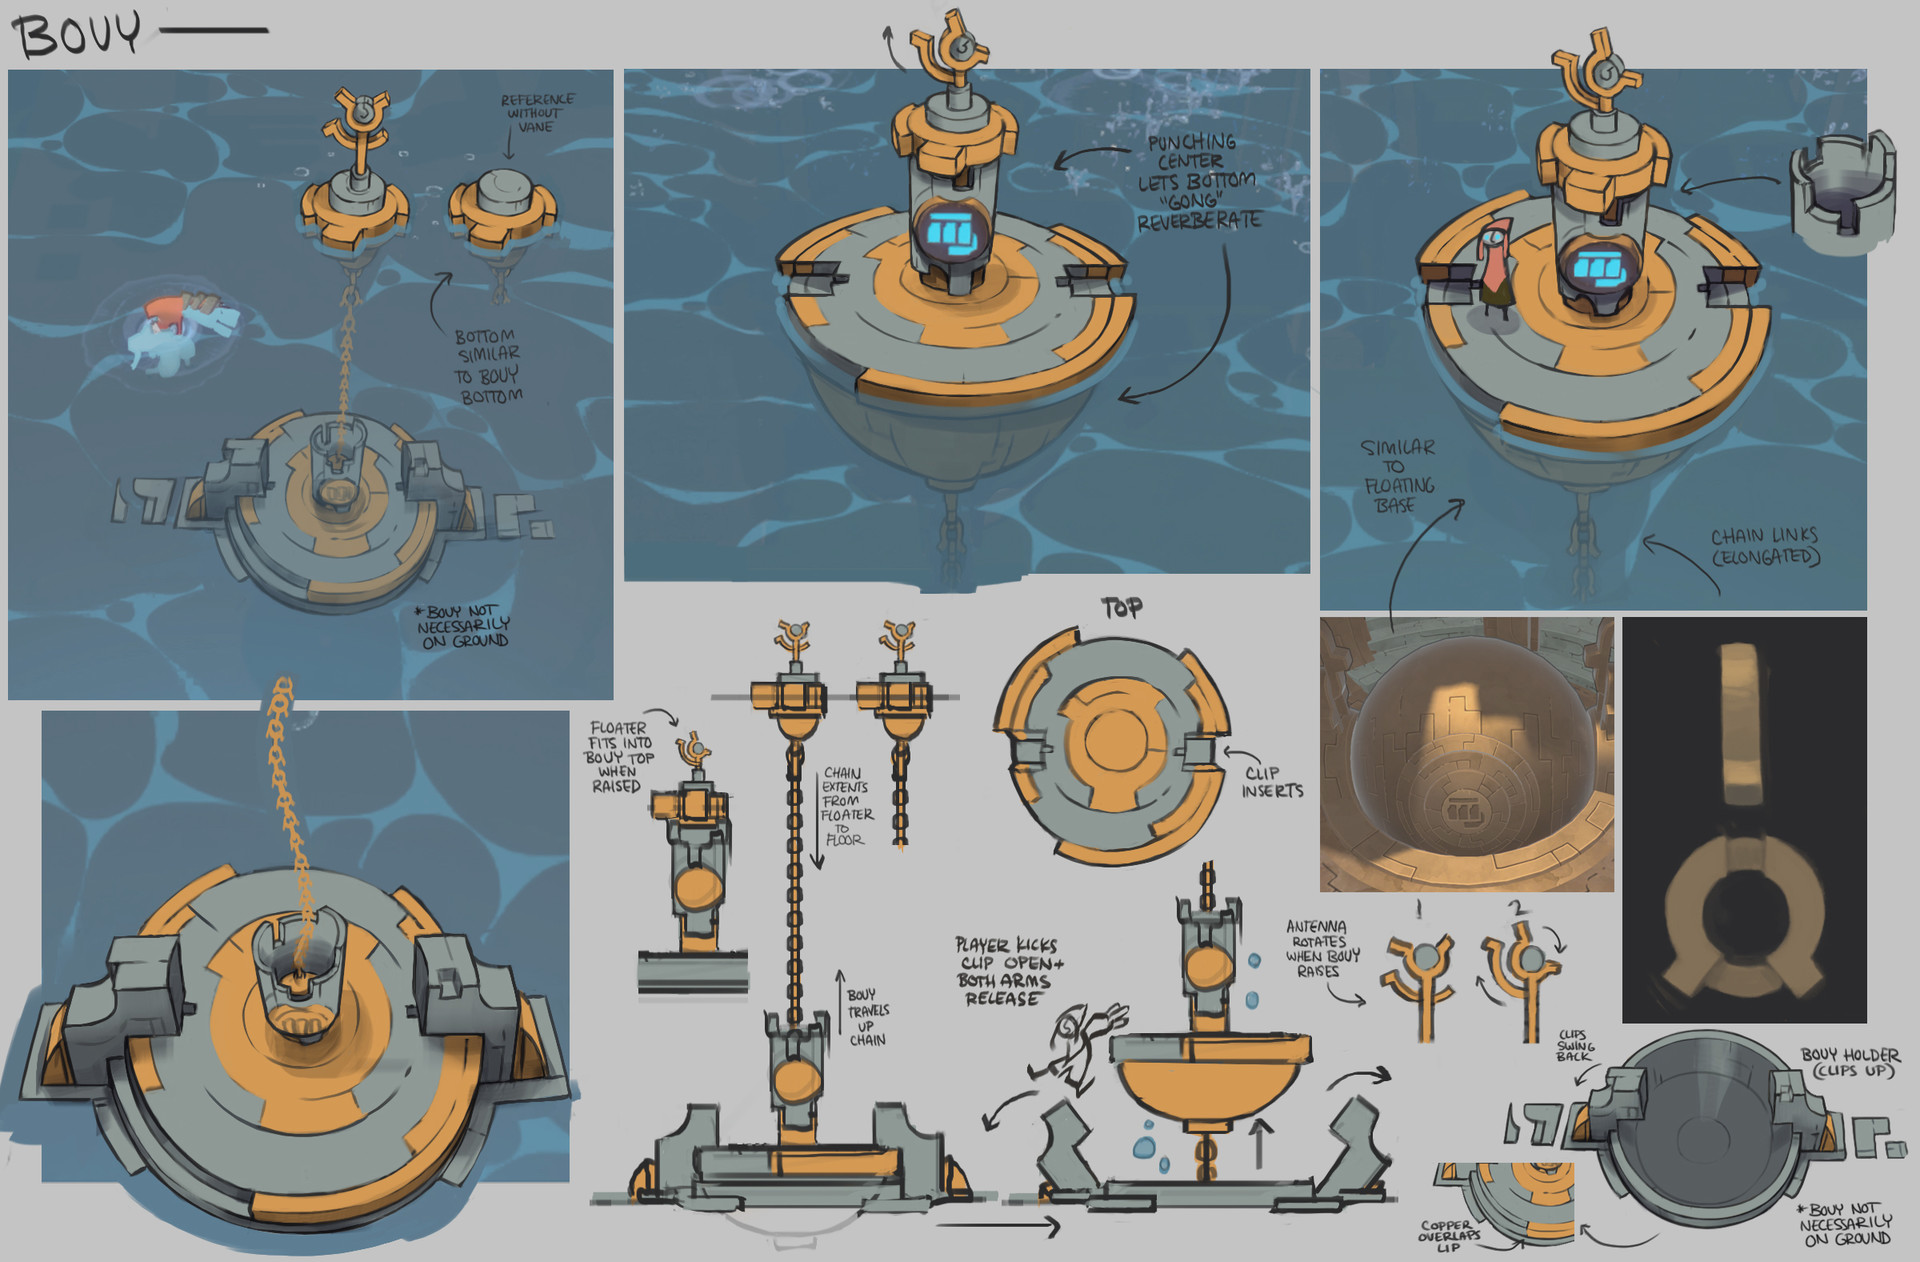 BOUY
REFERENCE
WITHOUT
VANE
BOTTOM
SIMILAR
TO BOUY
BOTTOM
* BOUY NOT
NECESSARILY
ON GROUND
PUNCHING
CENTER
LETS BOTTOM
"GONG"
REVERBERATE
SIMILAR
TO
FLOATING
BASE
CHAIN LINKS
(ELONGATED)
FLOATER
FITS INTO
BOUY TOP
WHEN
RAISED
CHAIN
EXTENTS
FROM
FLOATER
TO
FLOOR
BOUY
TRAVELS
UP
CHAIN
TOP
CLIP
INSERTS
PLAYER KICKS
CLIP OPEN +
BOTH ARMS
RELEASE
ANTENNA
ROTATES
WHEN BOUY
RAISES
1
2
CLIPS
SWING
BACK
BOUY HOLDER
(CLIPS UP)
COPPER
OVERLAPS
LIP
* BOUY NOT
NECESSARILY
ON GROUND